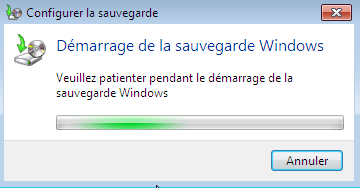 Configurer la sauvegarde
Démarrage de la sauvegarde Windows
Veuillez patienter pendant le démarrage de la
sauvegarde Windows
Annuler